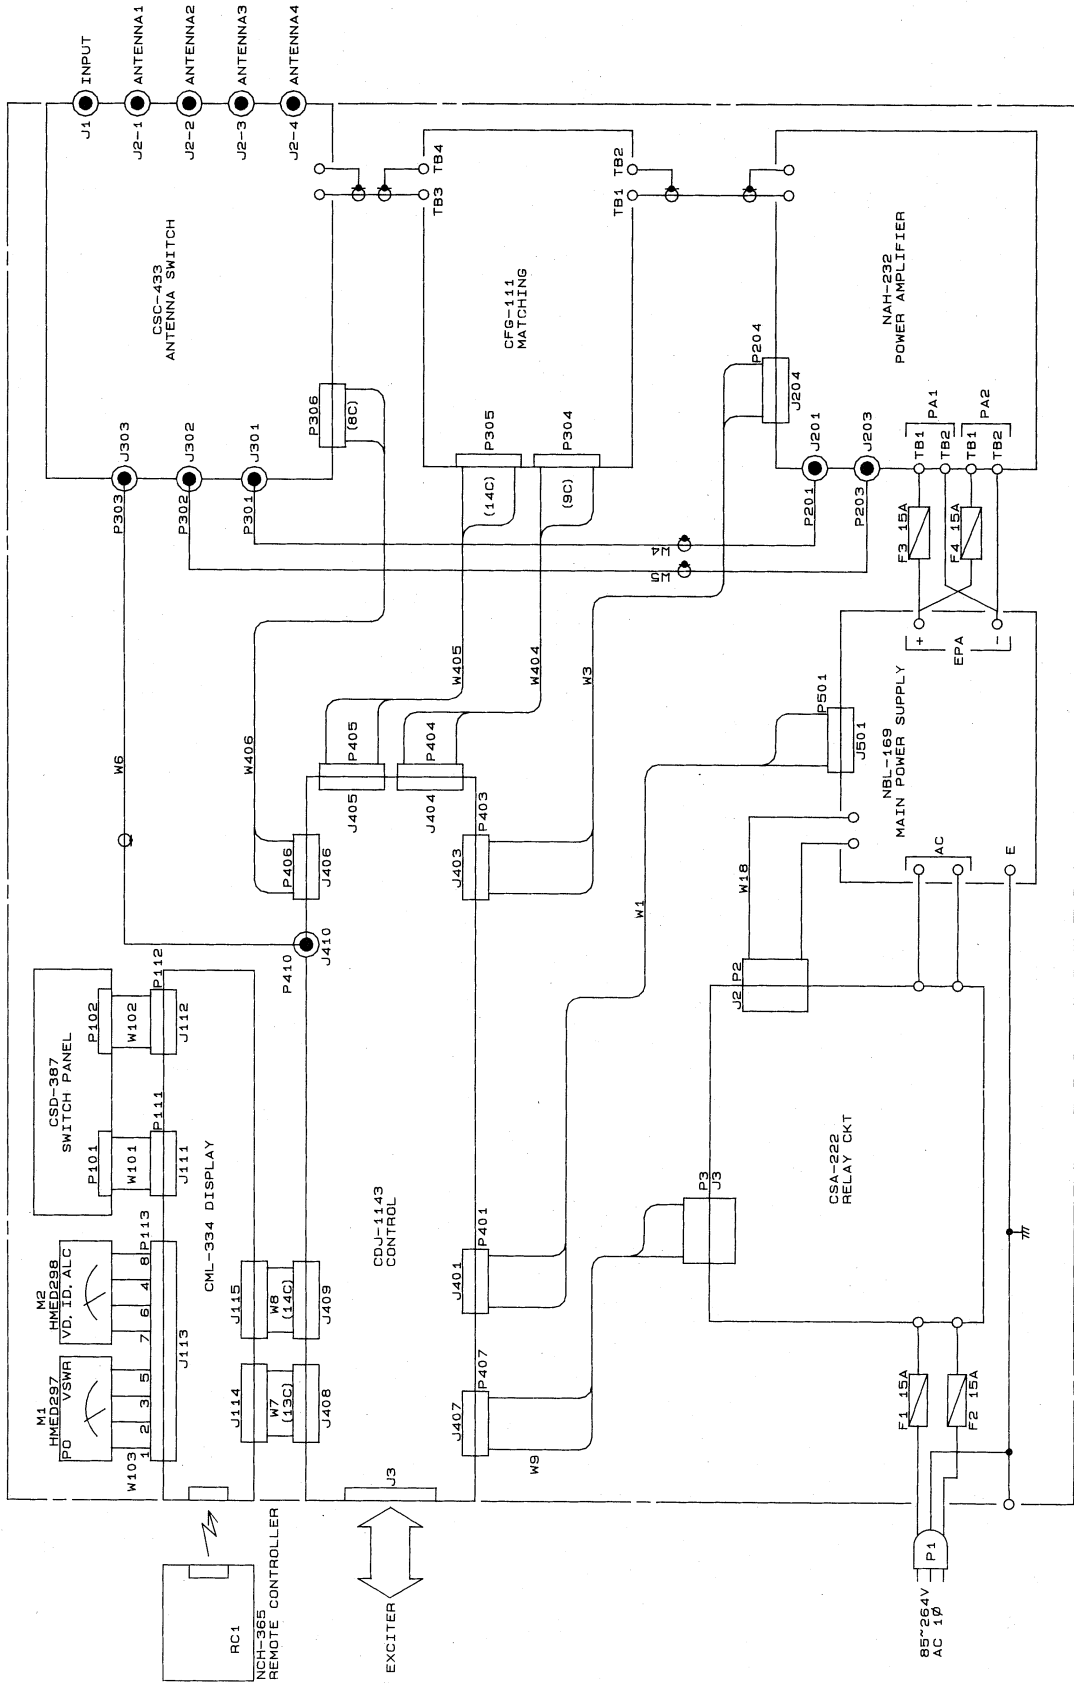 85~264V
AC 1Ø
P1
F1 15A
F2 15A
CSA-222
RELAY CKT
P3
J3
J2
P2
W18
AC
E
NBL-169
MAIN POWER SUPPLY
P501
J501
+
EPA
-
F3 15A
F4 15A
TB1
TB2
PA1
TB1
TB2
PA2
NAH-232
POWER AMPLIFIER
P201
J201
P203
J203
P204
J204
TB1
TB2
CFG-111
MATCHING
TB3
TB4
P305
(14C)
P304
(9C)
W4
W5
W405
W404
W3
W1
W9
W406
W6
EXCITER
J3
CDJ-1143
CONTROL
J407
P407
J401
P401
J403
P403
J404
P404
J405
P405
P406
J406
P410
J410
J408
J409
W7
(13C)
W8
(14C)
J114
J115
CML-334 DISPLAY
RC1
NCH-365
REMOTE CONTROLLER
W103
1
2
3
5
7
6
4
8
P113
J113
M1
HMED297
PO VSWR
M2
HMED298
VD, ID, ALC
CSD-387
SWITCH PANEL
P101
W101
P111
J111
P102
W102
P112
J112
P303
J303
P302
J302
P301
J301
P306
(8C)
CSC-433
ANTENNA SWITCH
J1
INPUT
J2-1
ANTENNA1
J2-2
ANTENNA2
J2-3
ANTENNA3
J2-4
ANTENNA4